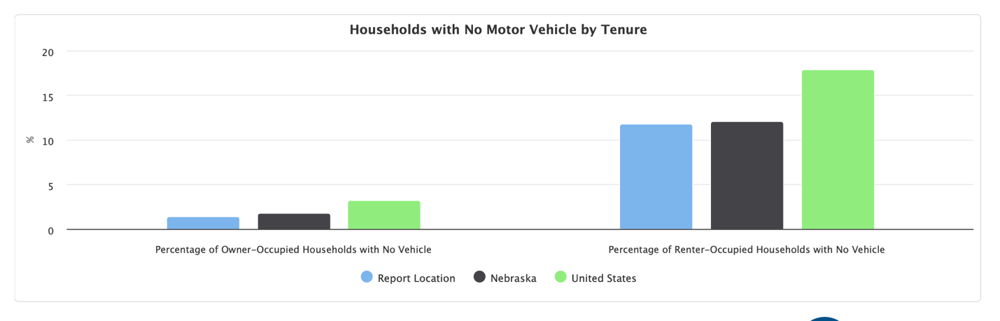 Households with No Motor Vehicle by Tenure
20
15
%
10
5
0
Percentage of Owner-Occupied Households with No Vehicle
Percentage of Renter-Occupied Households with No Vehicle
Report Location
Nebraska
United States